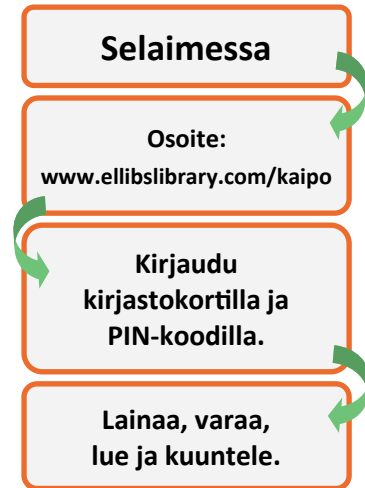 Selaimessa
Osoite:
www.ellibslibrary.com/kaipo
Kirjaudu
kirjastokortilla ja
PIN-koodilla.
Lainaa, varaa,
lue ja kuuntele.